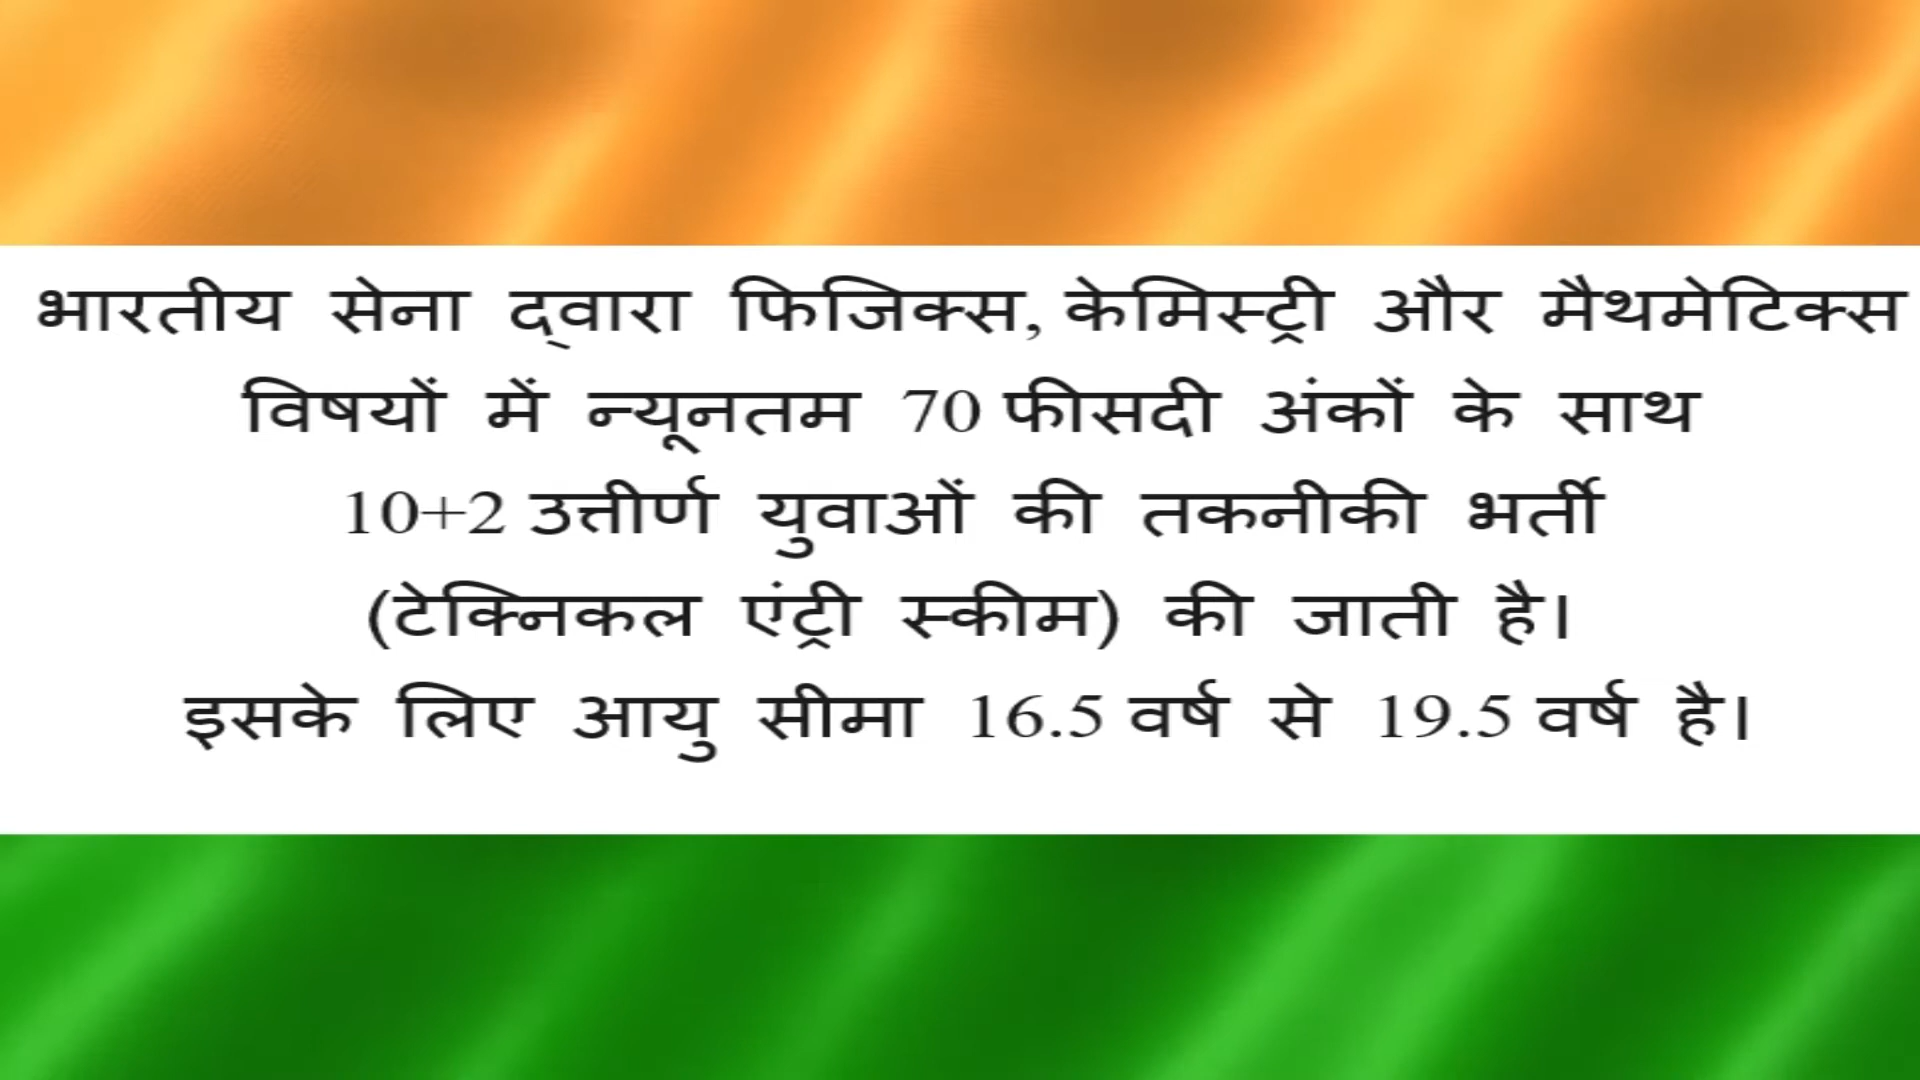 भारतीय सेना द्वारा फिजिक्स, केमिस्ट्री और मैथमेटिक्स
विषयों में न्यूनतम 70 फीसदी अंकों के साथ
10+2 उत्तीर्ण युवाओं की तकनीकी भर्ती
(टेक्निकल एंट्री स्कीम) की जाती है।
इसके लिए आयु सीमा 16.5 वर्ष से 19.5 वर्ष है।